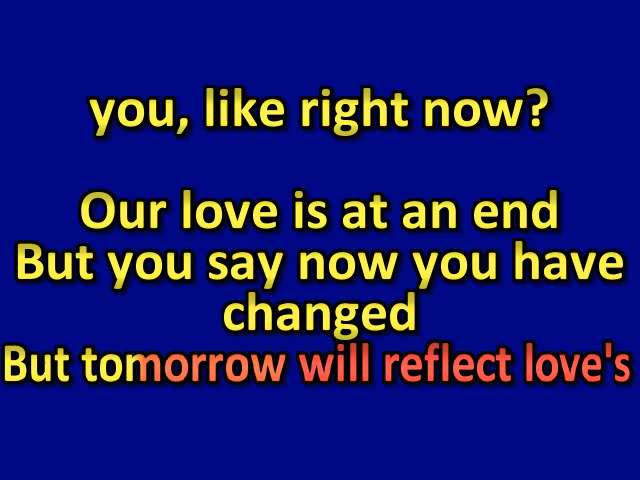 you, like right now?
Our love is at an end
But you say now you have
changed
But tomorrow will reflect love's